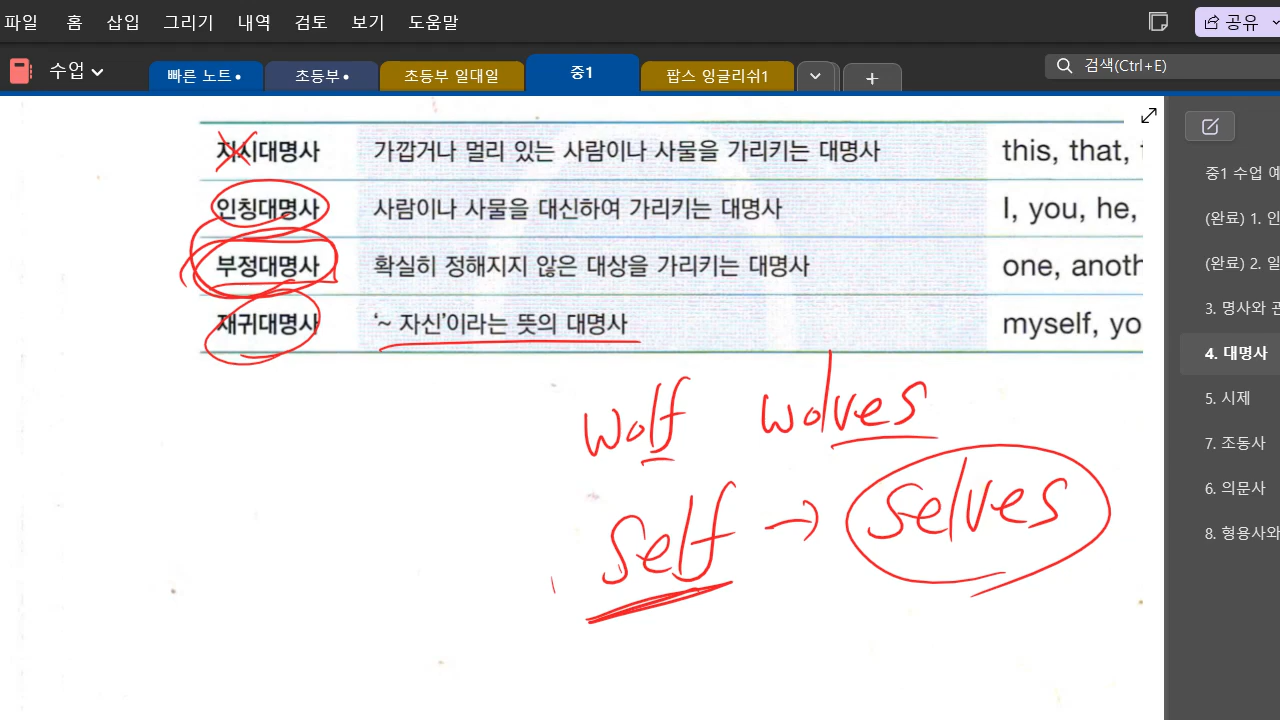 파일 홈 삽입 그리기 내역 검토 보기 도움말 공유
수업 빠른 노트 초등부 초등부 일대일 중1 팝스 잉글리쉬1 + 검색(Ctrl+E)
지시대명사 가깝거나 멀리 있는 사람이나 사물을 가리키는 대명사 this, that,
인칭대명사 사람이나 사물을 대신하여 가리키는 대명사 I, you, he,
부정대명사 확실히 정해지지 않은 대상을 가리키는 대명사 one, anoth
재귀대명사 '~ 자신'이라는 뜻의 대명사 myself, yo
wolf wolves
self → selves
중1 수업 예
(완료) 1. 인
(완료) 2. 일
3. 명사와 관
4. 대명사
5. 시제
7. 조동사
6. 의문사
8. 형용사와